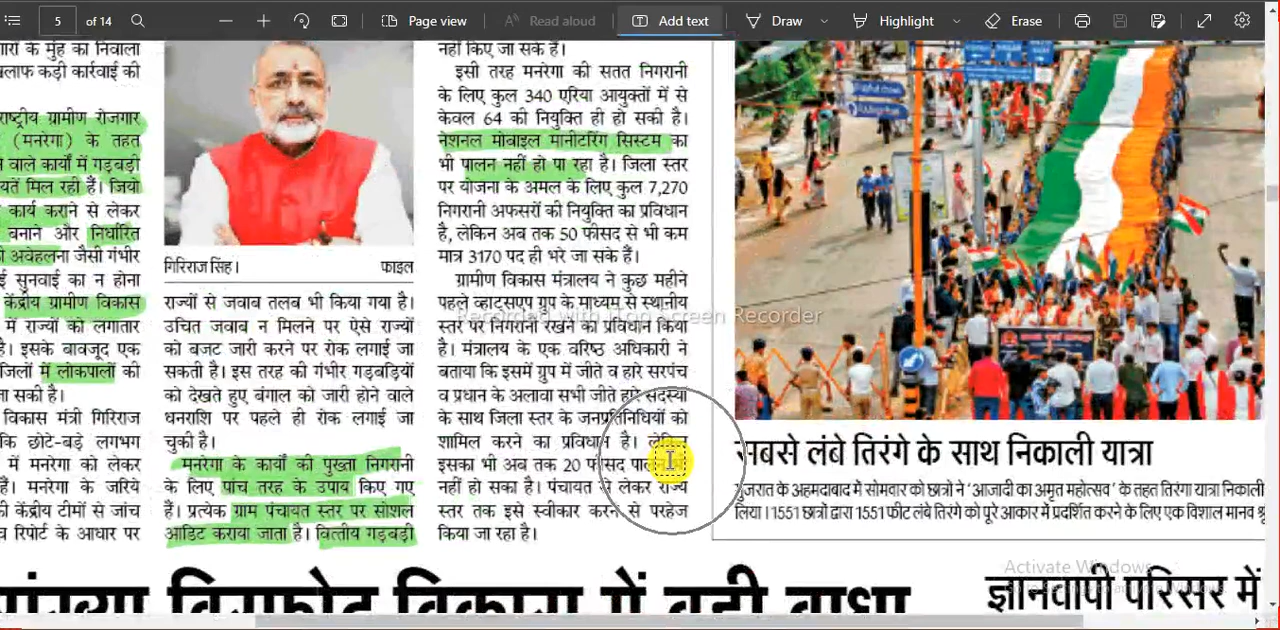 5 of 14
Page view
Read aloud
Add text
Draw
Highlight
Erase
गारों के मुंह का निवाला
खलाफ कड़ी कार्रवाई की
राष्ट्रीय ग्रामीण रोजगार
(मनरेगा) के तहत
वाले कार्यों में गड़बड़ी
यतें मिल रही हैं। जियो
कार्य कराने से लेकर
बनाने और निर्धारित
अवेहलना जैसी गंभीर
ई सुनवाई का न होना
केंद्रीय ग्रामीण विकास
में राज्यों को लगातार
है। इसके बावजूद एक
जिलों में लोकपालों की
जा सकी है।
विकास मंत्री गिरिराज
कि छोटे-बड़े लगभग
में मनरेगा को लेकर
हैं। मनरेगा के जरिये
की केंद्रीय टीमों से जांच
व रिपोर्ट के आधार पर
गिरिराज सिंह। फाइल
राज्यों से जवाब तलब भी किया गया है।
उचित जवाब न मिलने पर ऐसे राज्यों
को बजट जारी करने पर रोक लगाई जा
सकती है। इस तरह की गंभीर गड़बड़ियों
को देखते हुए बंगाल को जारी होने वाले
धनराशि पर पहले ही रोक लगाई जा
चुकी है।
मनरेगा के कार्यों की पुख्ता निगरानी
के लिए पांच तरह के उपाय किए गए
हैं। प्रत्येक ग्राम पंचायत स्तर पर सोशल
आडिट कराया जाता है। वित्तीय गड़बड़ी
नहीं किए जा सके हैं।
इसी तरह मनरेगा की सतत निगरानी
के लिए कुल 340 एरिया आयुक्तों में से
केवल 64 की नियुक्ति ही हो सकी है।
नेशनल मोबाइल मानीटरिंग सिस्टम का
भी पालन नहीं हो पा रहा है। जिला स्तर
पर योजना के अमल के लिए कुल 7,270
निगरानी अफसरों की नियुक्ति का प्रविधान
है, लेकिन अब तक 50 फीसद से भी कम
मात्र 3170 पद ही भरे जा सके हैं।
ग्रामीण विकास मंत्रालय ने कुछ महीने
पहले व्हाटसएप ग्रुप के माध्यम से स्थानीय
स्तर पर निगरानी रखने का प्रविधान किया
है। मंत्रालय के एक वरिष्ठ अधिकारी ने
बताया कि इसमें ग्रुप में जीते व हारे सरपंच
व प्रधान के अलावा सभी जीते हारे सदस्यों
के साथ जिला स्तर के जनप्रतिनिधियों को
शामिल करने का प्रविधान है। लेकिन
इसका भी अब तक 20 फीसद
नहीं हो सका है। पंचायत से लेकर राज्य
स्तर तक इसे स्वीकार करने से परहेज
किया जा रहा है।
Recorded with iTop Screen Recorder
सबसे लंबे तिरंगे के साथ निकाली यात्रा
गुजरात के अहमदाबाद में सोमवार को छात्रों ने 'आजादी का अमृत महोत्सव' के तहत तिरंगा यात्रा निकाली
लिया। 1551 छात्रों द्वारा 1551 फीट लंबे तिरंगे को पूरे आकार में प्रदर्शित करने के लिए एक विशाल मानव
Activate Windows
विस्फोट विकास में बड़ी बाधा
ज्ञानवापी परिसर में